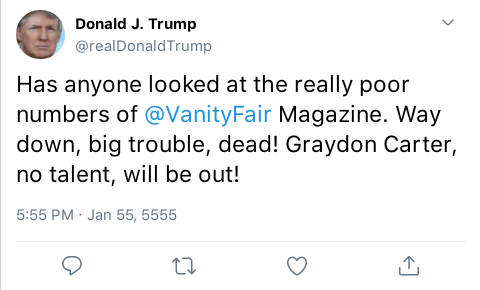 Donald J. Trump
@realDonaldTrump
Has anyone looked at the really poor
numbers of @VanityFair Magazine. Way
down, big trouble, dead! Graydon Carter,
no talent, will be out!
5:55 PM · Jan 55, 5555